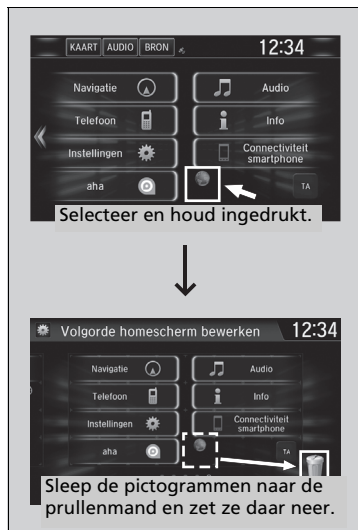 KAART AUDIO BRON 12:34
Navigatie Audio
Telefoon Info
Instellingen Connectiviteit
smartphone
aha TA
Selecteer en houd ingedrukt.
Volgorde homescherm bewerken 12:34
Navigatie Audio
Telefoon Info
Instellingen Connectiviteit
smartphone
aha TA
Sleep de pictogrammen naar de
prullenmand en zet ze daar neer.